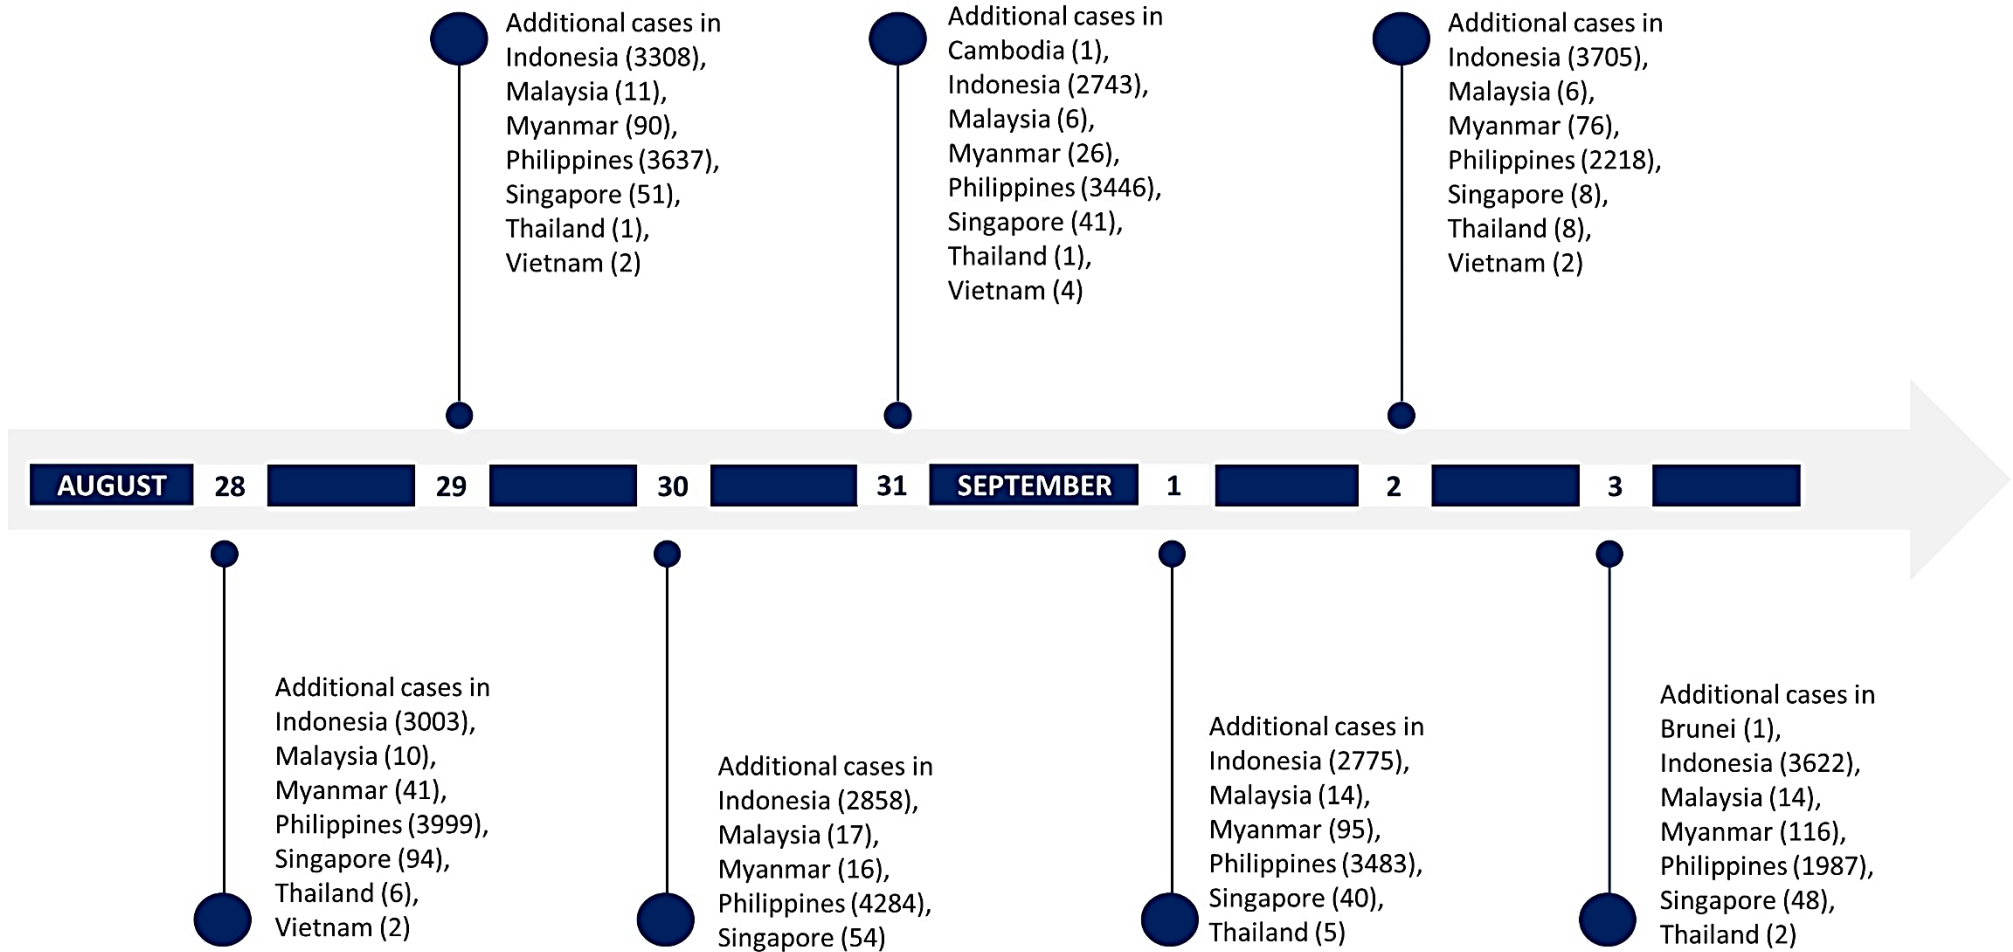 Additional cases in
Indonesia (3308),
Malaysia (11),
Myanmar (90),
Philippines (3637),
Singapore (51),
Thailand (1),
Vietnam (2)
Additional cases in
Cambodia (1),
Indonesia (2743),
Malaysia (6),
Myanmar (26),
Philippines (3446),
Singapore (41),
Thailand (1),
Vietnam (4)
Additional cases in
Indonesia (3705),
Malaysia (6),
Myanmar (76),
Philippines (2218),
Singapore (8),
Thailand (8),
Vietnam (2)
AUGUST 28 29 30 31 SEPTEMBER 1 2 3
Additional cases in
Indonesia (3003),
Malaysia (10),
Myanmar (41),
Philippines (3999),
Singapore (94),
Thailand (6),
Vietnam (2)
Additional cases in
Indonesia (2858),
Malaysia (17),
Myanmar (16),
Philippines (4284),
Singapore (54)
Additional cases in
Indonesia (2775),
Malaysia (14),
Myanmar (95),
Philippines (3483),
Singapore (40),
Thailand (5)
Additional cases in
Brunei (1),
Indonesia (3622),
Malaysia (14),
Myanmar (116),
Philippines (1987),
Singapore (48),
Thailand (2)